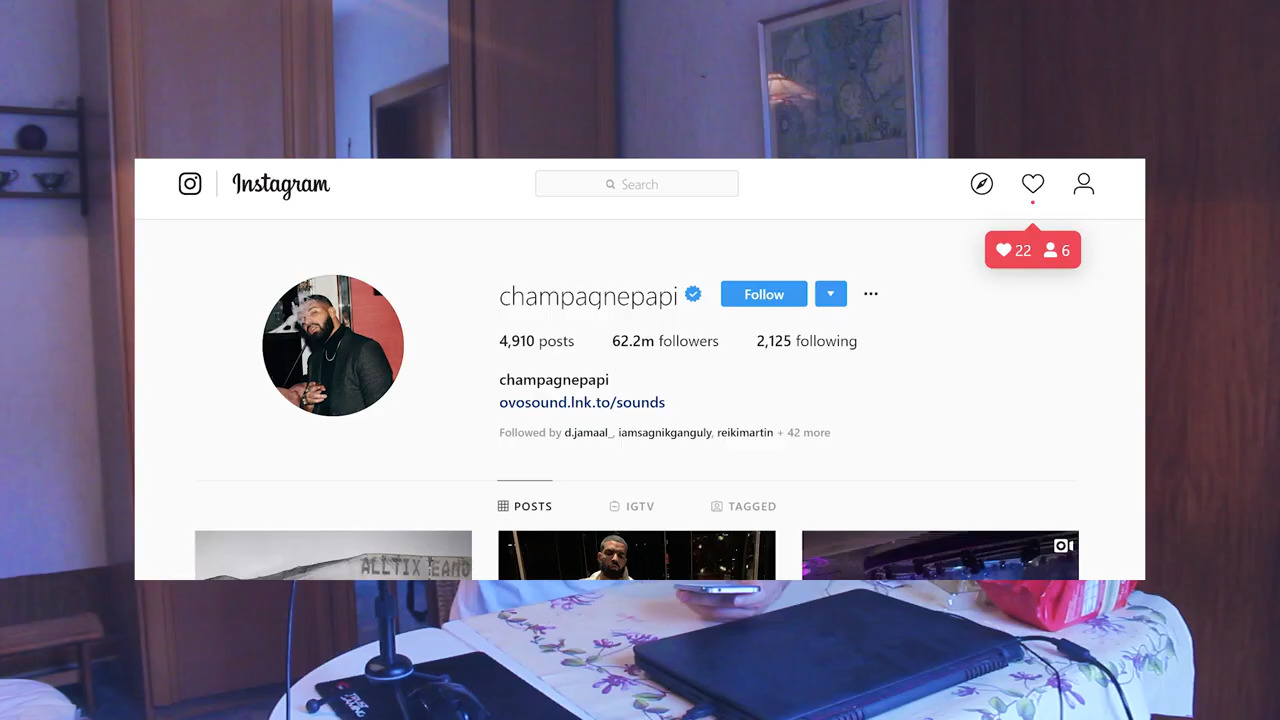 Instagram
Search
22 6
champagnepapi Follow
4,910 posts 62.2m followers 2,125 following
champagnepapi
ovosound.lnk.to/sounds
Followed by d.jamaal_, iamsagnikganguly, reikimartin + 42 more
POSTS IGTV TAGGED
ALLTIX